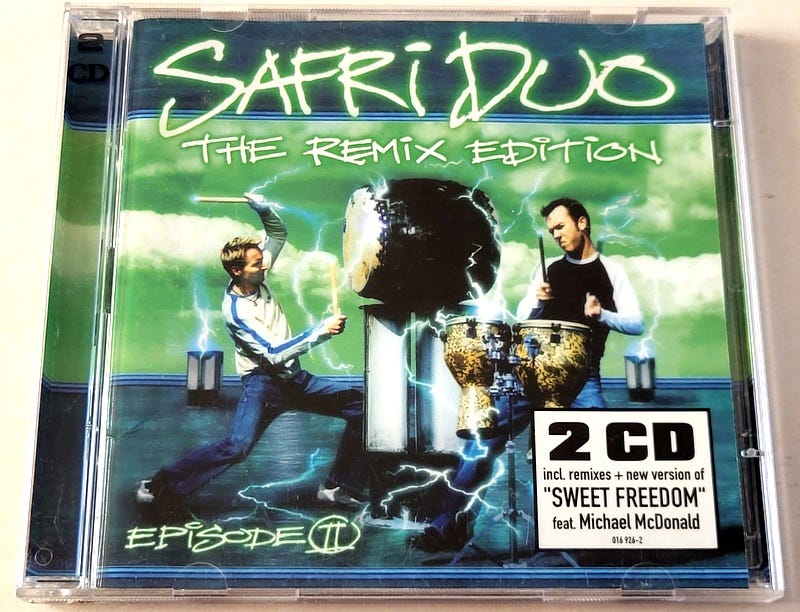 2
CD
SAFRI DUO
THE REMIX EDITION
EPISODE II
2 CD
incl. remixes + new version of
"SWEET FREEDOM"
feat. Michael McDonald
016 926-2